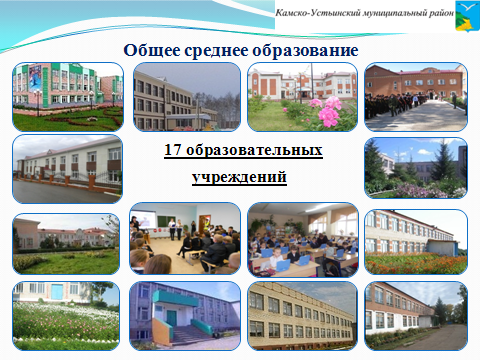 Камско-Устьинский муниципальный район
Общее среднее образование
17 образовательных
учреждений